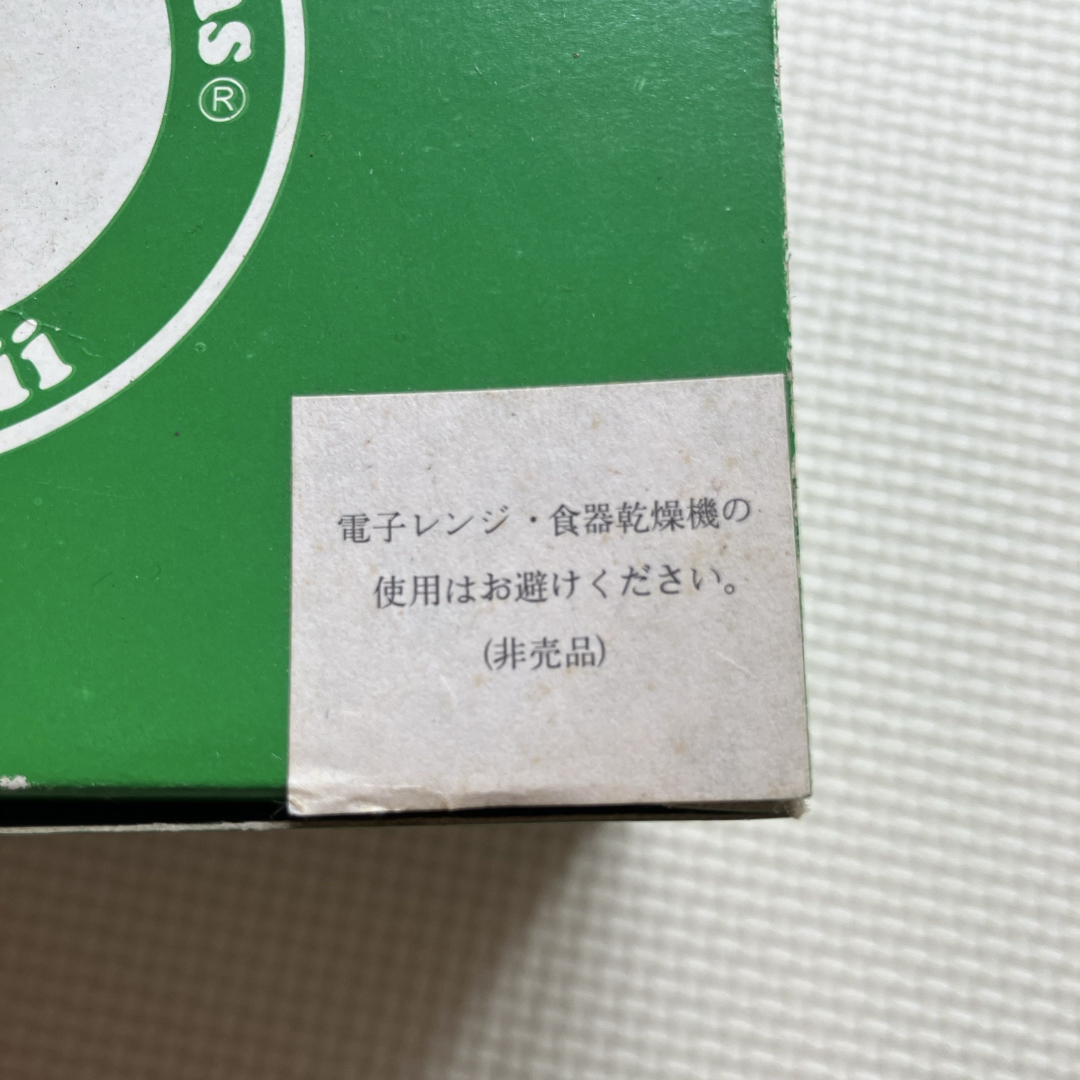 ®
電子レンジ・食器乾燥機の
使用はお避けください。
(非売品)